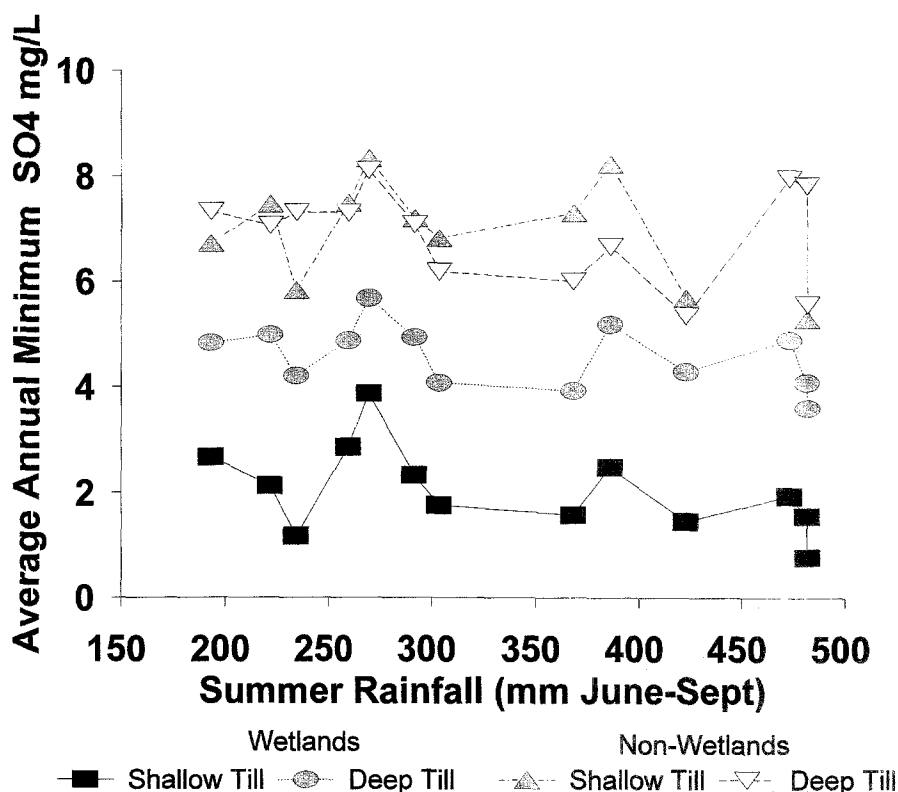 Average Annual Minimum SO4 mg/L
10
8
6
4
2
0
150 200 250 300 350 400 450 500
Summer Rainfall (mm June-Sept)
Wetlands Non-Wetlands
Shallow Till Deep Till Shallow Till Deep Till